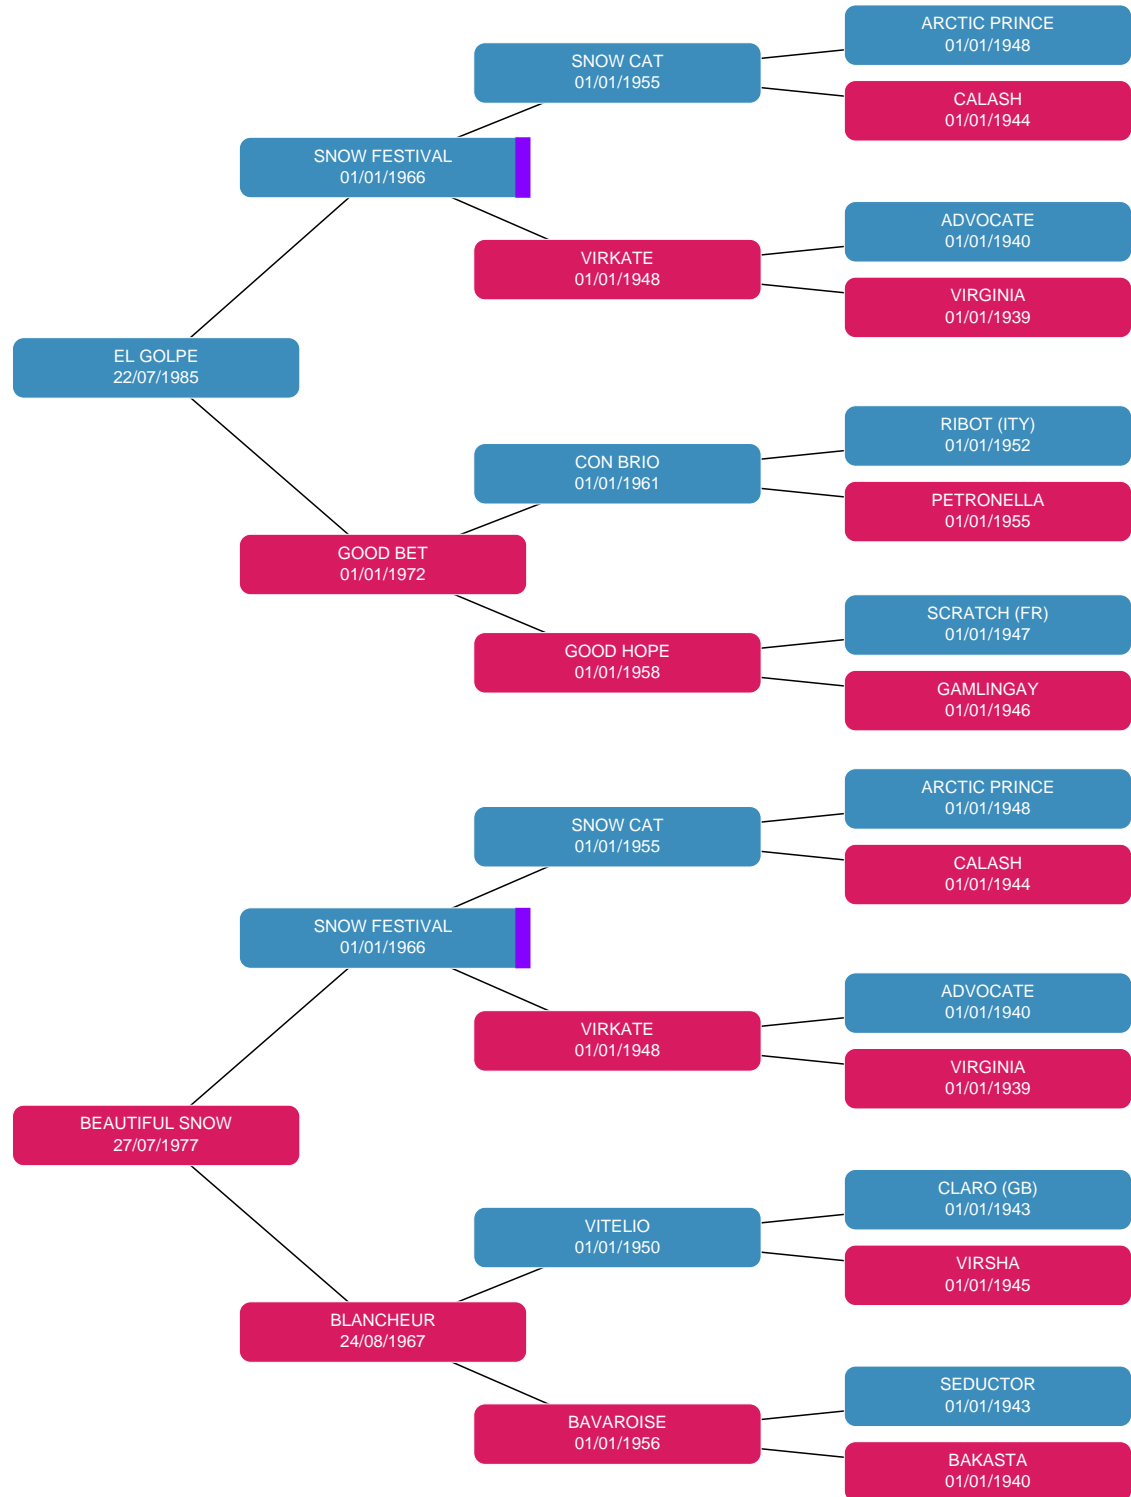 ARCTIC PRINCE
01/01/1948
SNOW CAT
01/01/1955
CALASH
01/01/1944
SNOW FESTIVAL
01/01/1966
ADVOCATE
01/01/1940
VIRKATE
01/01/1948
VIRGINIA
01/01/1939
EL GOLPE
22/07/1985
RIBOT (ITY)
01/01/1952
CON BRIO
01/01/1961
PETRONELLA
01/01/1955
GOOD BET
01/01/1972
SCRATCH (FR)
01/01/1947
GOOD HOPE
01/01/1958
GAMLINGAY
01/01/1946
ARCTIC PRINCE
01/01/1948
SNOW CAT
01/01/1955
CALASH
01/01/1944
SNOW FESTIVAL
01/01/1966
ADVOCATE
01/01/1940
VIRKATE
01/01/1948
VIRGINIA
01/01/1939
BEAUTIFUL SNOW
27/07/1977
CLARO (GB)
01/01/1943
VITELIO
01/01/1950
VIRSHA
01/01/1945
BLANCHEUR
24/08/1967
SEDUCTOR
01/01/1943
BAVAROISE
01/01/1956
BAKASTA
01/01/1940